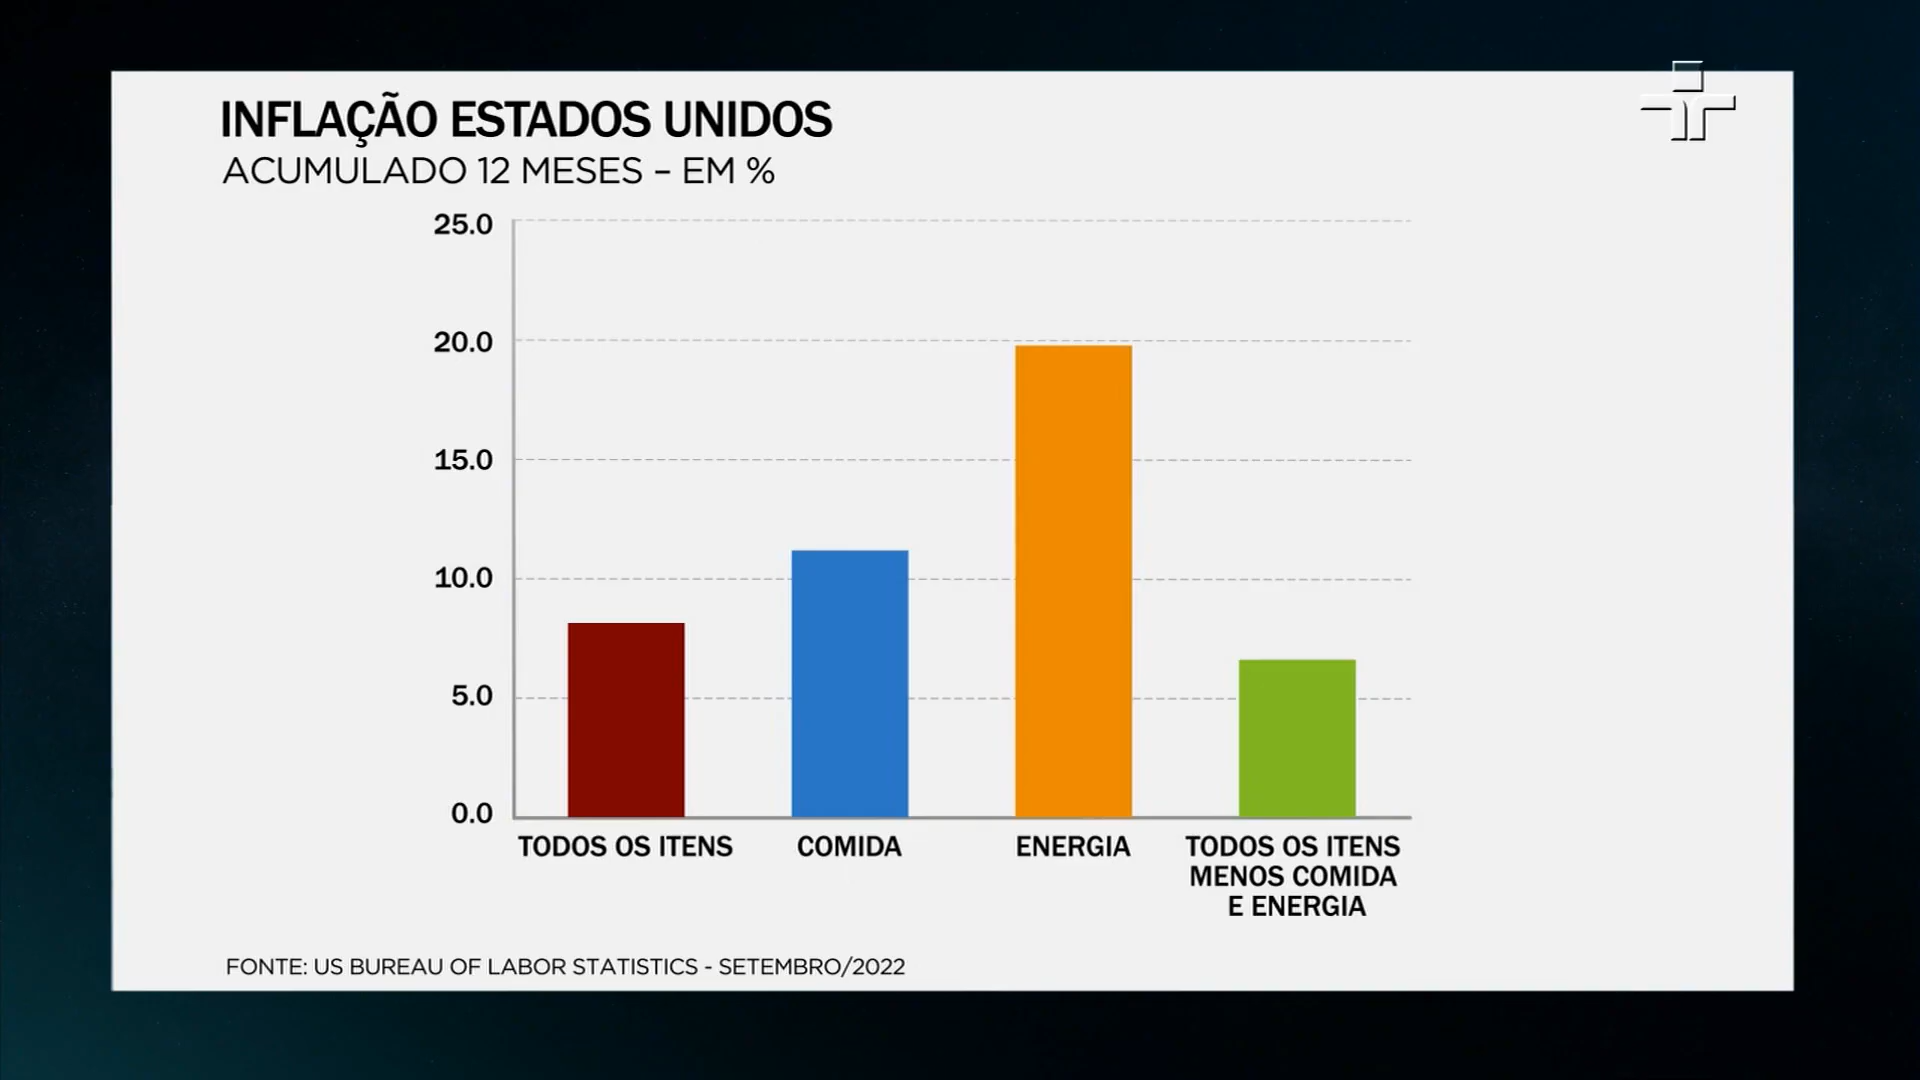 INFLAÇÃO ESTADOS UNIDOS
ACUMULADO 12 MESES – EM %
25.0
20.0
15.0
10.0
5.0
0.0
TODOS OS ITENS
COMIDA
ENERGIA
TODOS OS ITENS
MENOS COMIDA
E ENERGIA
FONTE: US BUREAU OF LABOR STATISTICS - SETEMBRO/2022